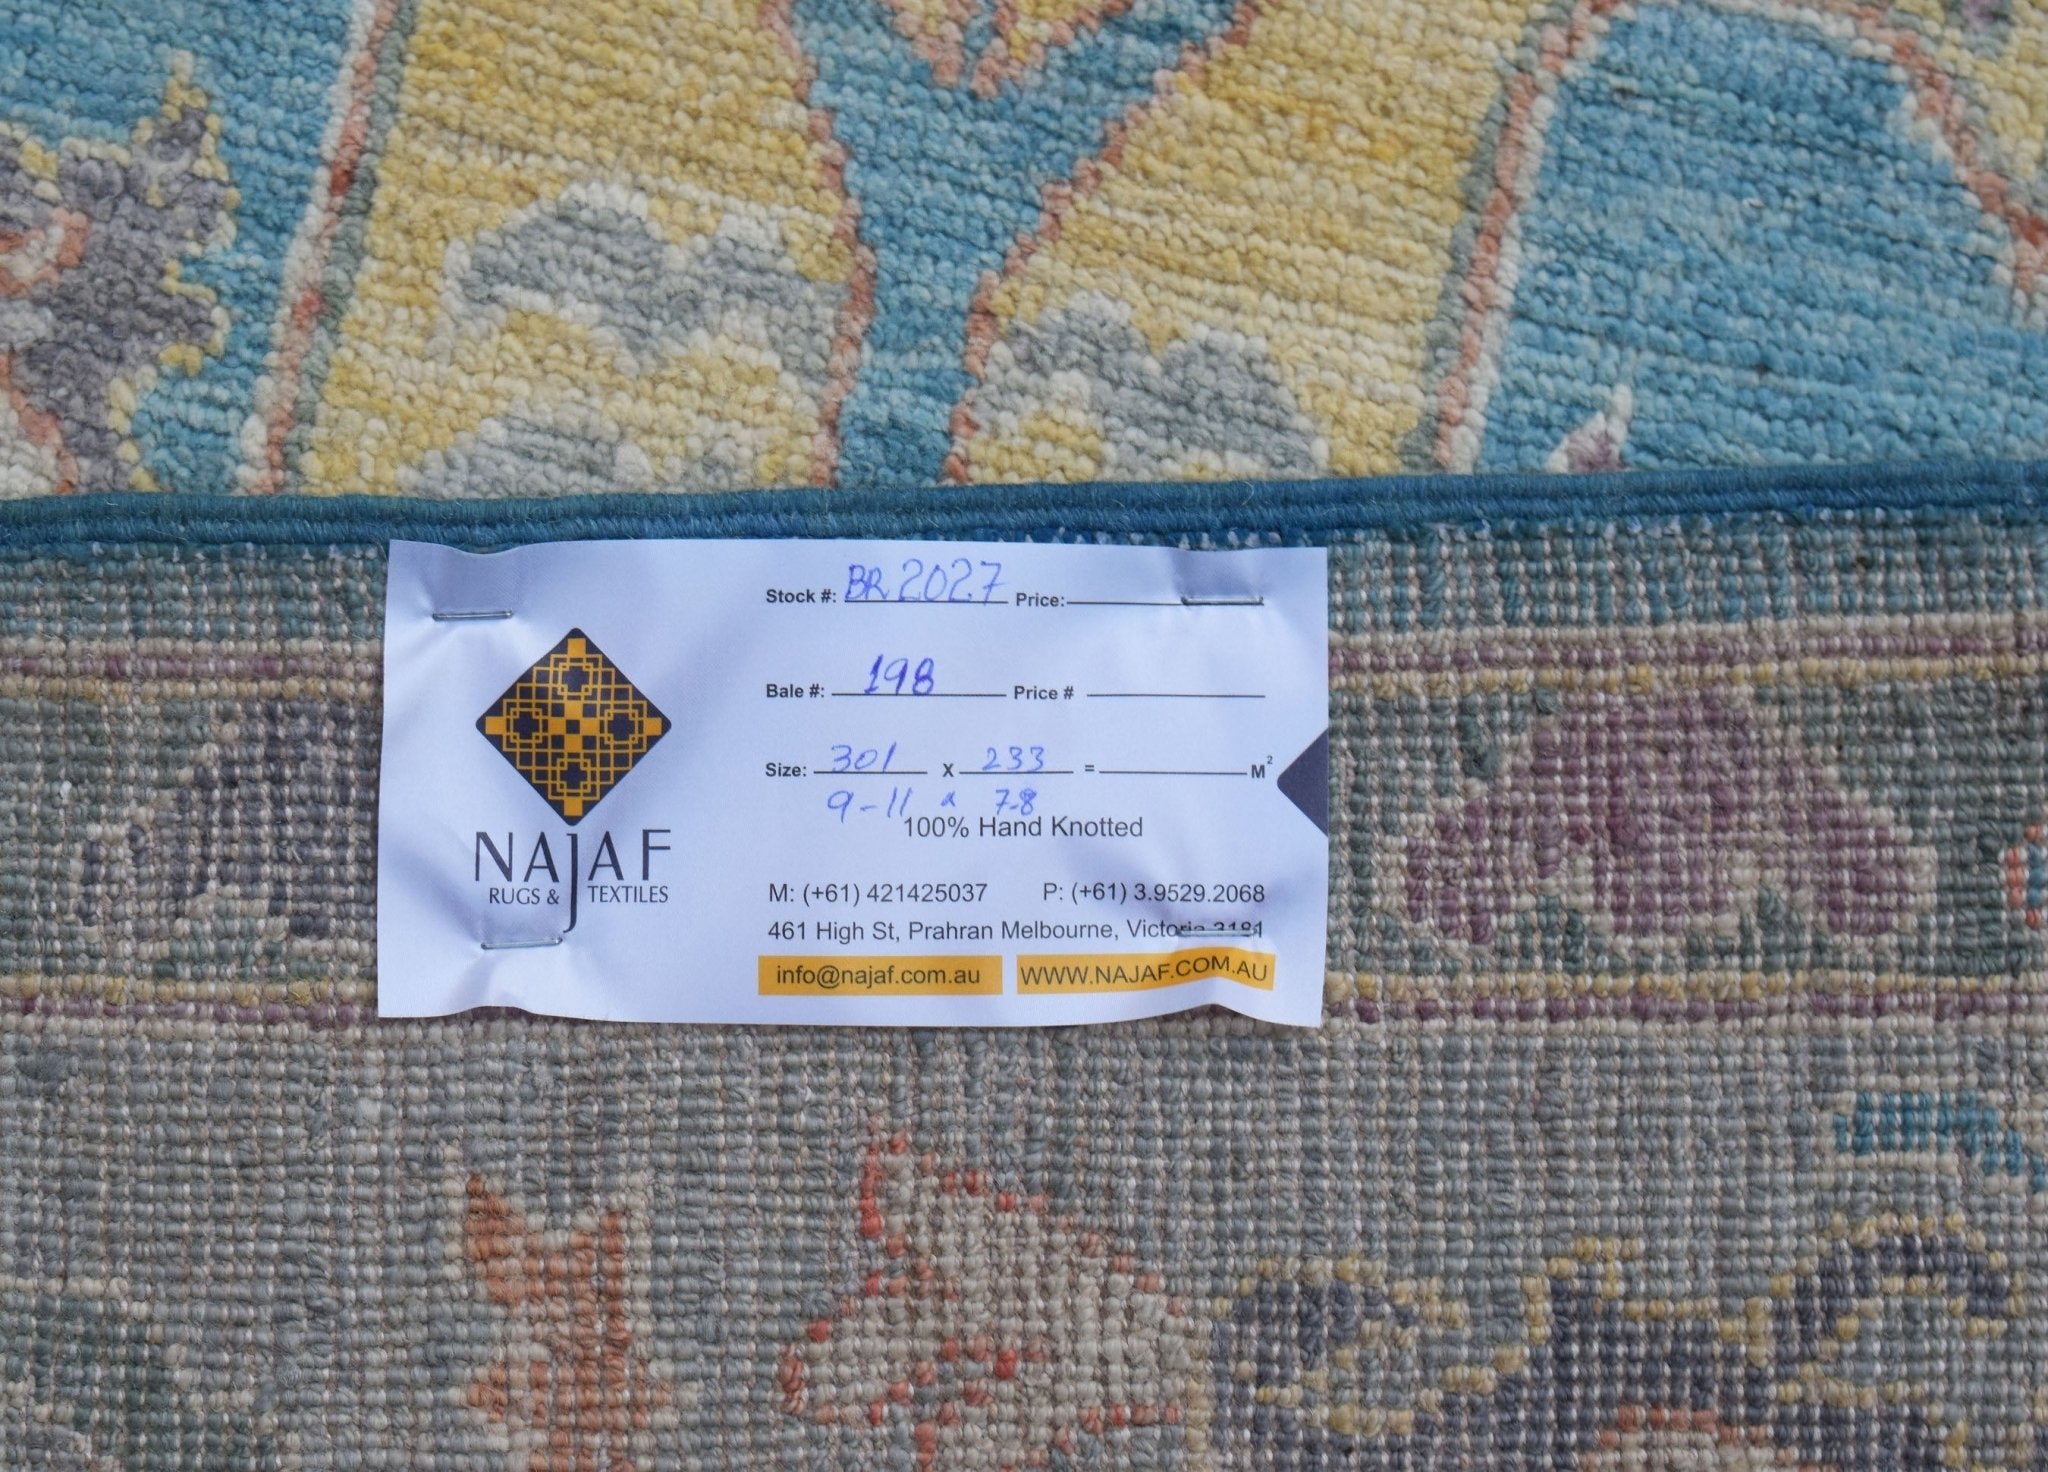 Stock #: BR 2027 Price:
Bale #: 198 Price #
Size: 301 X 233 = M²
9-11 x 7-8
100% Hand Knotted
NAJAF
RUGS & TEXTILES
M: (+61) 421425037 P: (+61) 3.9529.2068
461 High St, Prahran Melbourne, Victoria 3181
info@najaf.com.au WWW.NAJAF.COM.AU